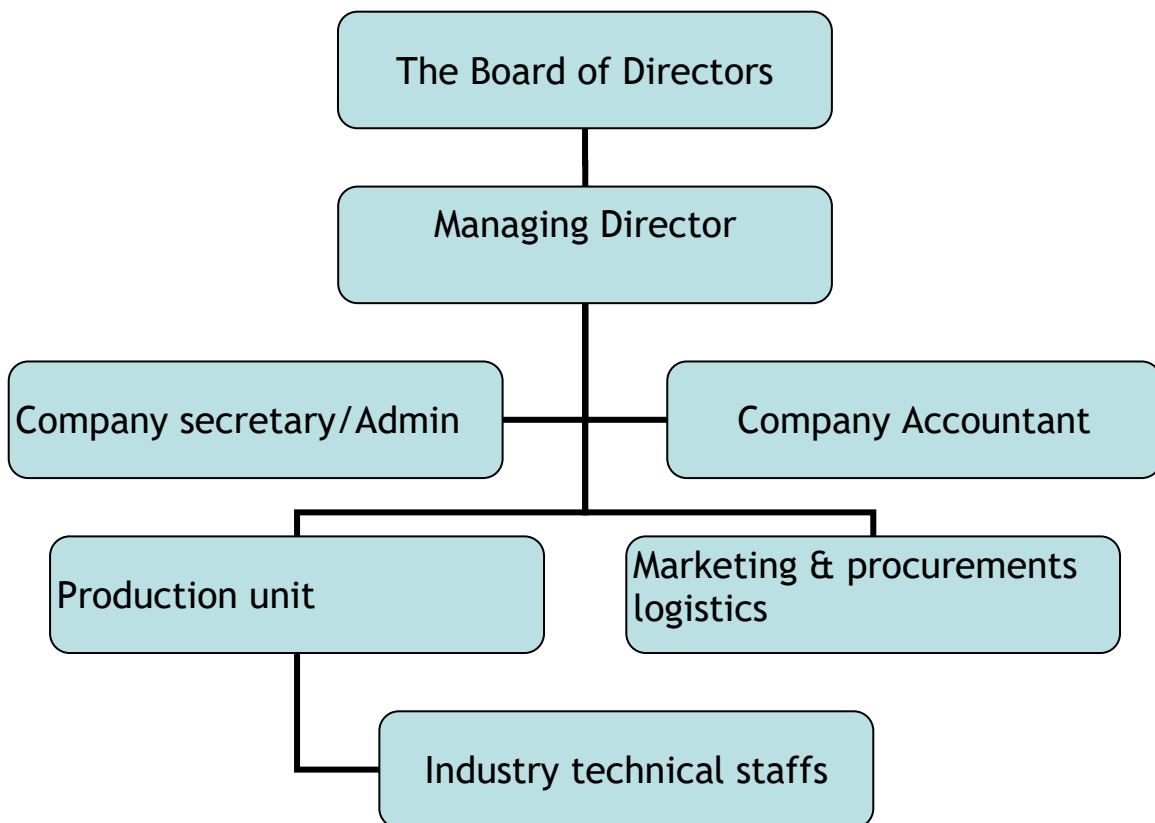 The Board of Directors
Managing Director
Company secretary/Admin
Company Accountant
Production unit
Marketing & procurements
logistics
Industry technical staffs